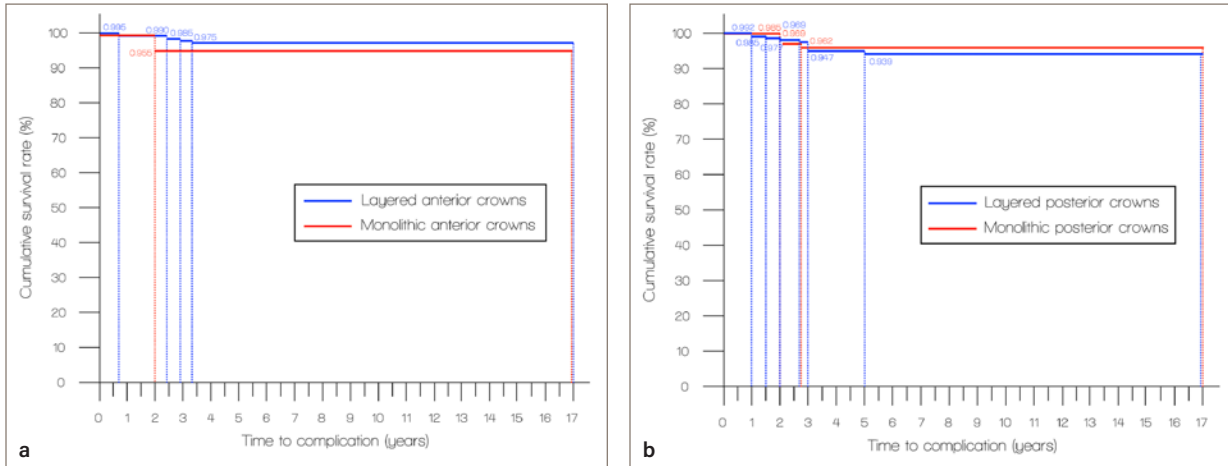 0.995
0.990
0.985
0.975
100
90
80
70
60
50
40
30
20
10
0
Cumulative survival rate (%)
Layered anterior crowns
Monolithic anterior crowns
0 1 2 3 4 5 6 7 8 9 10 11 12 13 14 15 16 17
Time to complication (years)
a
0.992
0.985
0.969
0.985
0.977
0.969
0.962
0.947
0.939
100
90
80
70
60
50
40
30
20
10
0
Cumulative survival rate (%)
Layered posterior crowns
Monolithic posterior crowns
0 1 2 3 4 5 6 7 8 9 10 11 12 13 14 15 16 17
Time to complication (years)
b